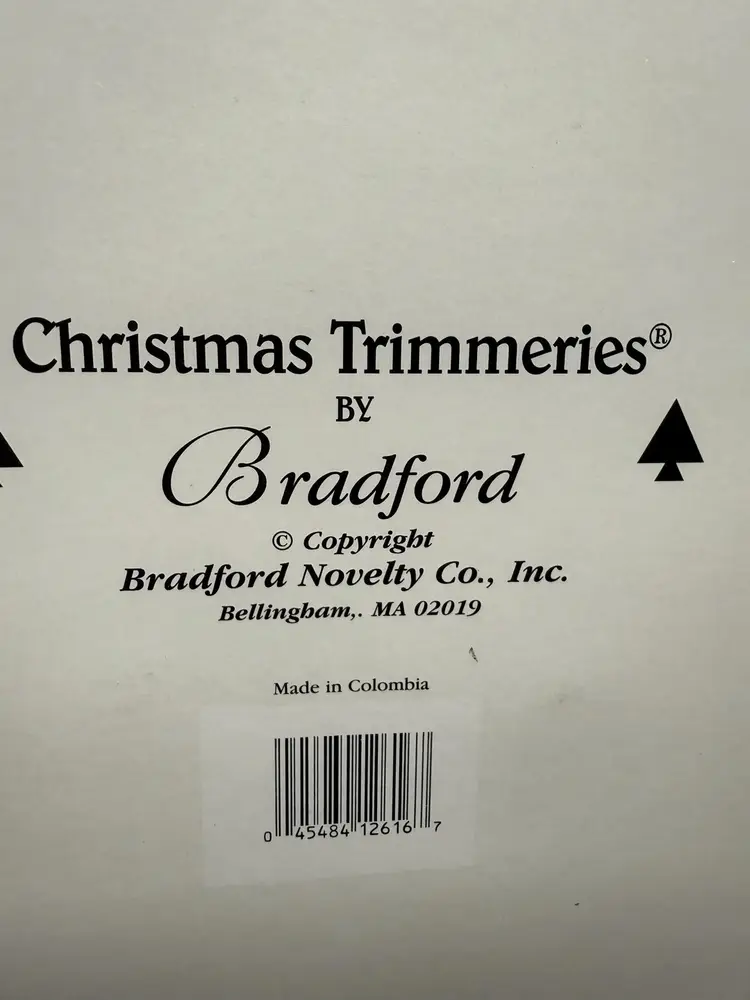 Christmas Trimmeries®
BY
Bradford
© Copyright
Bradford Novelty Co., Inc.
Bellingham,. MA 02019
Made in Colombia
0 45484 12616 7